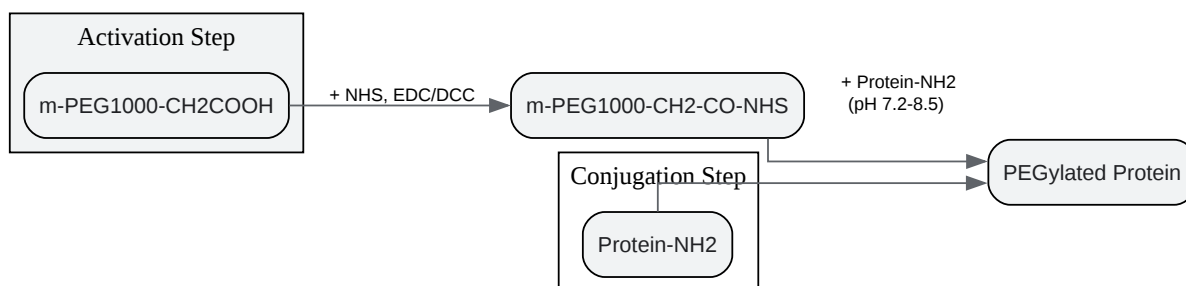 Activation Step
m-PEG1000-CH2COOH
+ NHS, EDC/DCC
m-PEG1000-CH2-CO-NHS
+ Protein-NH2
(pH 7.2-8.5)
Conjugation Step
Protein-NH2
PEGylated Protein